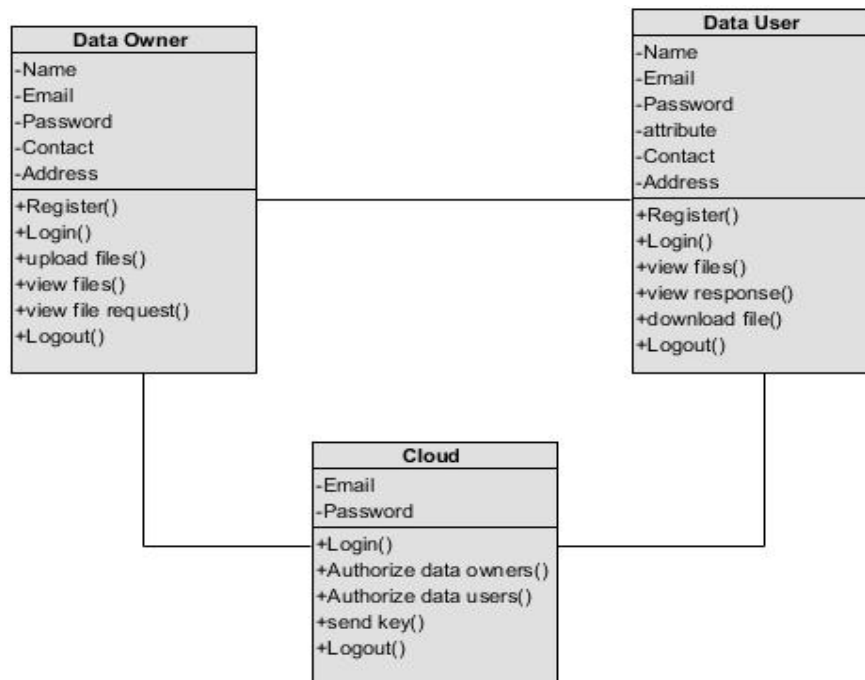 Data Owner
-Name
-Email
-Password
-Contact
-Address
+Register()
+Login()
+upload files()
+view files()
+view file request()
+Logout()
Data User
-Name
-Email
-Password
-attribute
-Contact
-Address
+Register()
+Login()
+view files()
+view response()
+download file()
+Logout()
Cloud
-Email
-Password
+Login()
+Authorize data owners()
+Authorize data users()
+send key()
+Logout()